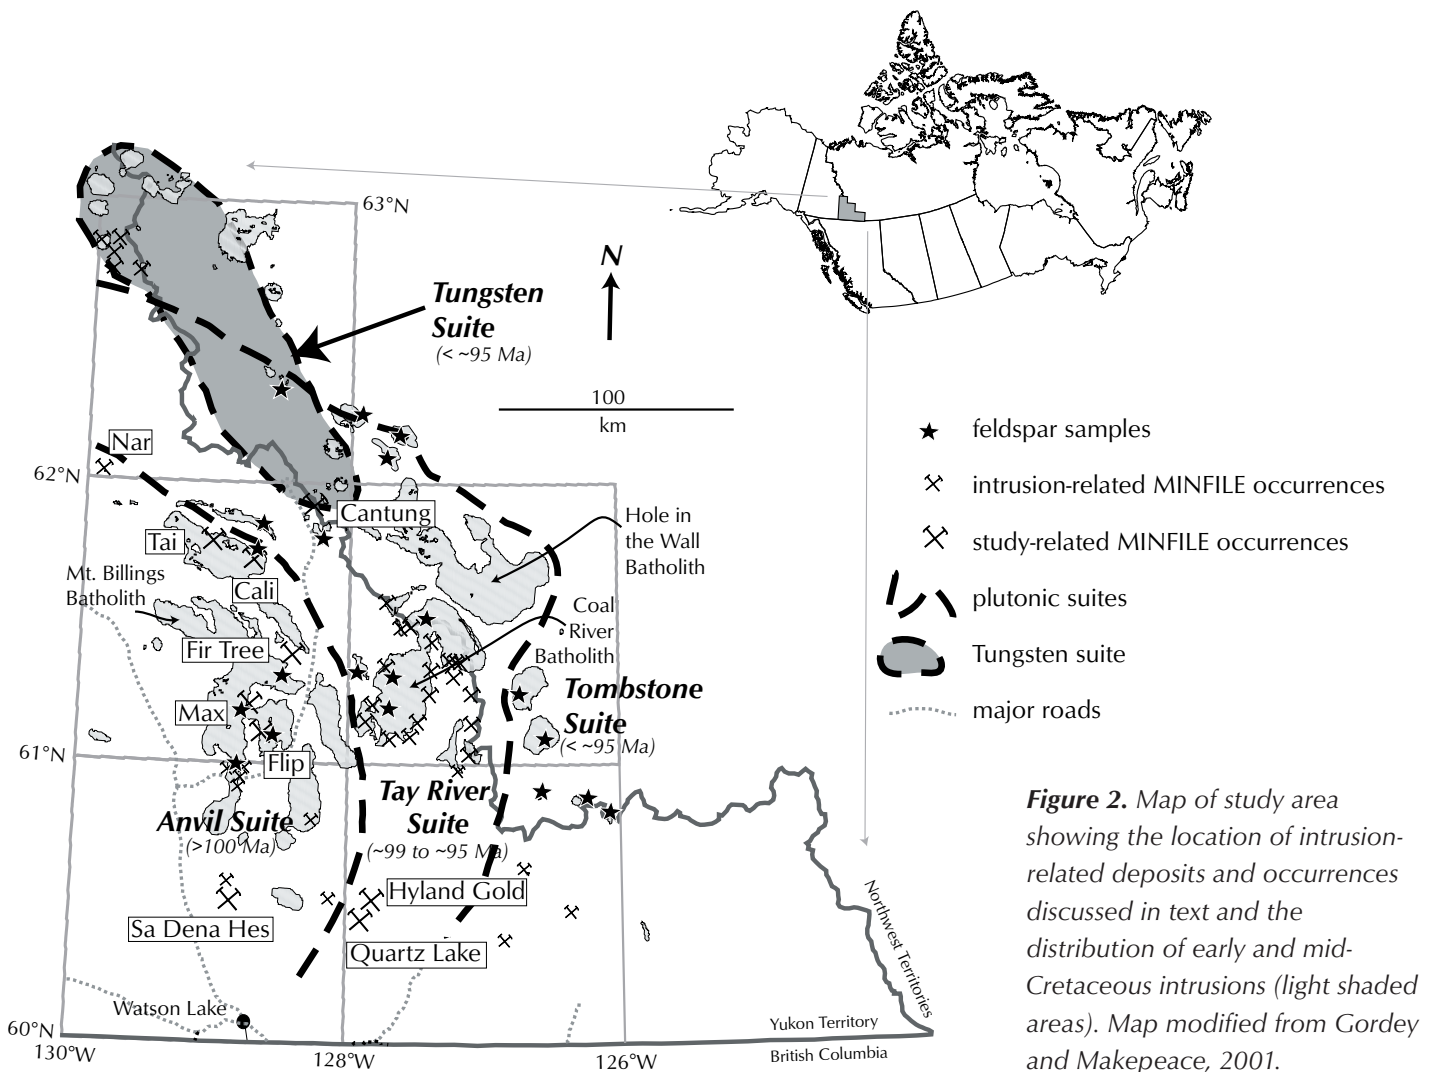 63°N
N
Tungsten
Suite
(< ~95 Ma)
100
km
Nar
62°N
Cantung
Hole in
the Wall
Batholith
Tai
Mt. Billings
Batholith
Cali
Coal
River
Batholith
Fir Tree
Tombstone
Suite
(< ~95 Ma)
Max
61°N
Flip
Tay River
Suite
(~99 to ~95 Ma)
Anvil Suite
(>100 Ma)
Hyland Gold
Sa Dena Hes
Quartz Lake
Northwest Territories
Watson Lake
60°N
Yukon Territory
British Columbia
130°W
128°W
126°W
feldspar samples
intrusion-related MINFILE occurrences
study-related MINFILE occurrences
plutonic suites
Tungsten suite
major roads
Figure 2. Map of study area
showing the location of intrusion-
related deposits and occurrences
discussed in text and the
distribution of early and mid-
Cretaceous intrusions (light shaded
areas). Map modified from Gordey
and Makepeace, 2001.